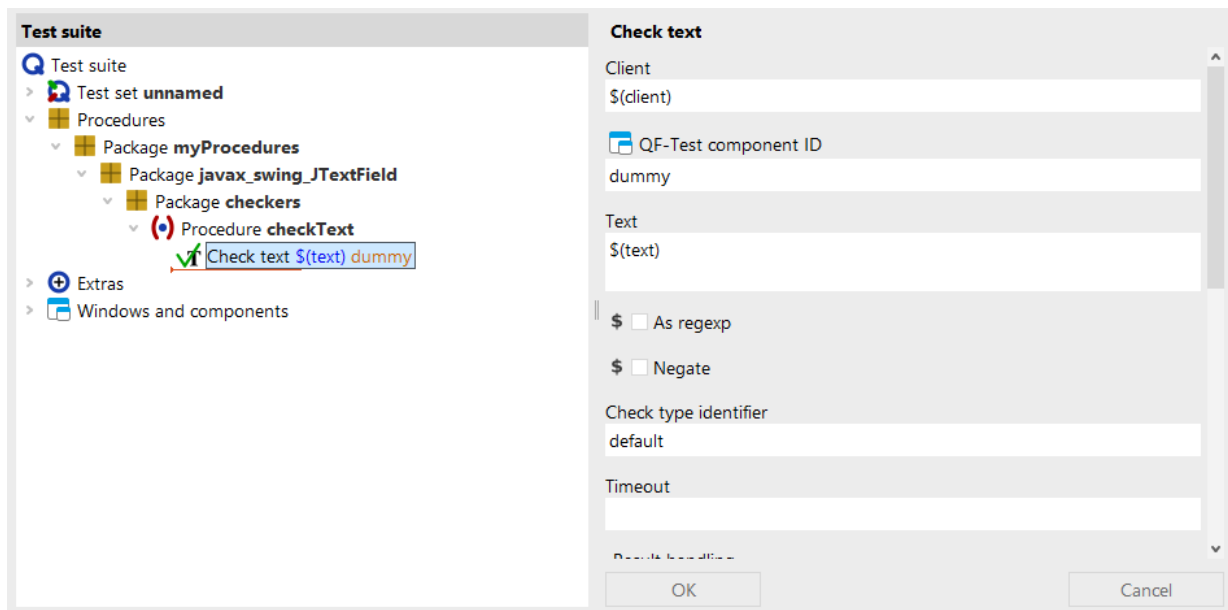 Test suite
Test suite
Test set unnamed
Procedures
Package myProcedures
Package javax_swing_JTextField
Package checkers
Procedure checkText
Check text $(text) dummy
Extras
Windows and components
Check text
Client
$(client)
QF-Test component ID
dummy
Text
$(text)
$ As regexp
$ Negate
Check type identifier
default
Timeout
Result handling
OK
Cancel